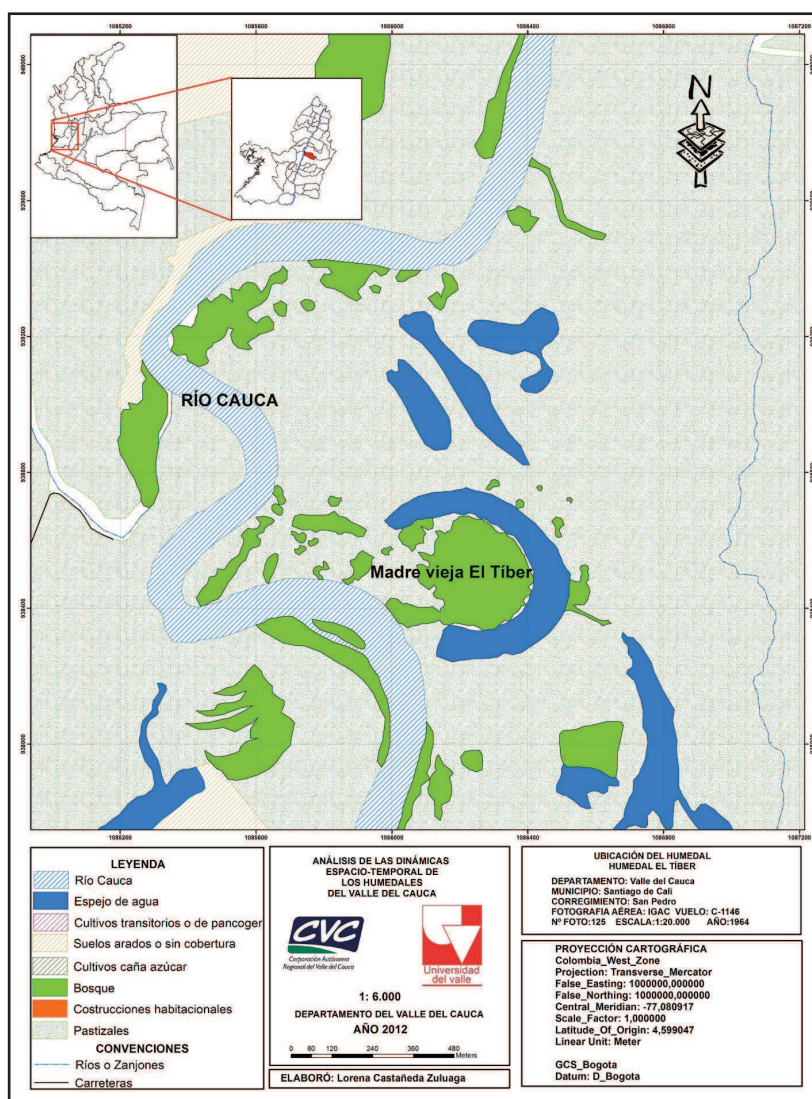 1085200 1085600 1086000 1086400 1086800 1087200
N
RÍO CAUCA
Madre vieja El Tíber
1085200 1085600 1086000 1086400 1086800 1087200
LEYENDA
Río Cauca
Espejo de agua
Cultivos transitorios o de pancoger
Suelos arados o sin cobertura
Cultivos caña azúcar
Bosque
Costrucciones habitacionales
Pastizales
CONVENCIONES
Ríos o Zanjones
Carreteras
ANÁLISIS DE LAS DINÁMICAS
ESPACIO-TEMPORAL DE
LOS HUMEDALES
DEL VALLE DEL CAUCA
CVC
Corporación Autónoma
Regional del Valle del Cauca
Universidad
del valle
1: 6.000
DEPARTAMENTO DEL VALLE DEL CAUCA
AÑO 2012
0 60 120 240 360 480
Meters
ELABORÓ: Lorena Castañeda Zuluaga
UBICACIÓN DEL HUMEDAL
HUMEDAL EL TÍBER
DEPARTAMENTO: Valle del Cauca
MUNICIPIO: Santiago de Cali
CORREGIMIENTO: San Pedro
FOTOGRAFIA AÉREA: IGAC VUELO: C-1146
Nº FOTO:125 ESCALA:1:20.000 AÑO:1964
PROYECCIÓN CARTOGRÁFICA
Colombia_West_Zone
Projection: Transverse_Mercator
False_Easting: 1000000,000000
False_Northing: 1000000,000000
Central_Meridian: -77,080917
Scale_Factor: 1,000000
Latitude_Of_Origin: 4,599047
Linear Unit: Meter
GCS_Bogota
Datum: D_Bogota